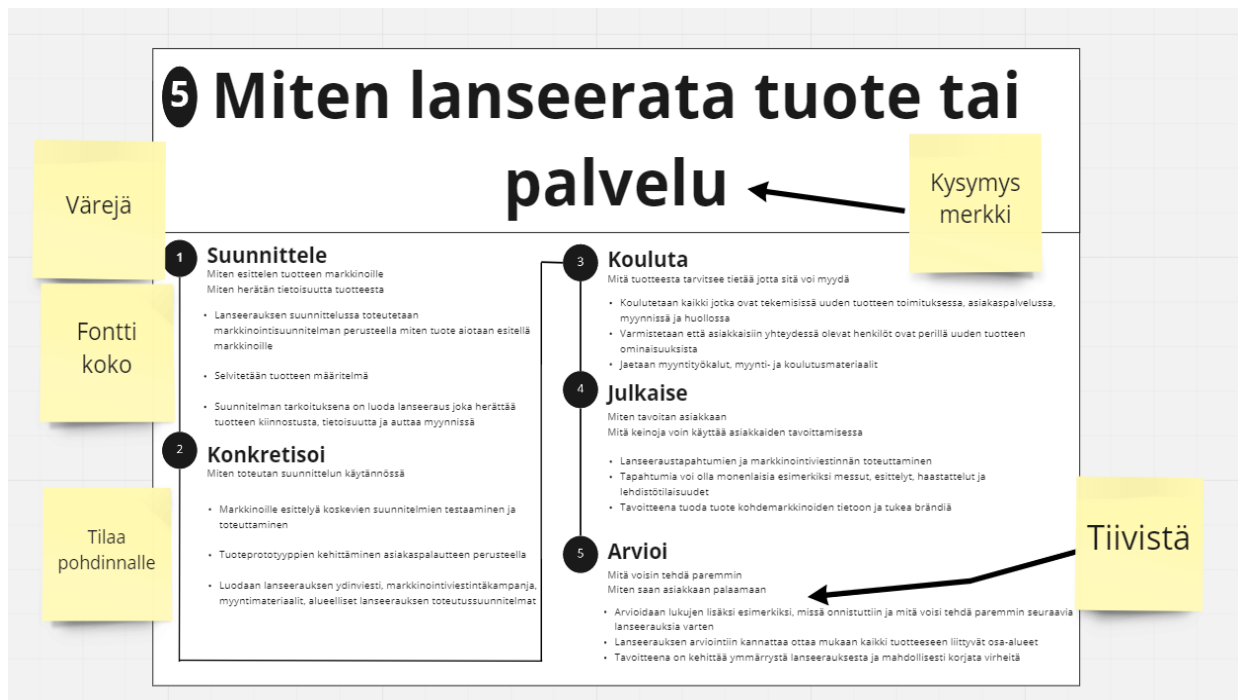 5 Miten lanseerata tuote tai
palvelu
Värejä
Fontti
koko
Tilaa
pohdinnalle
Kysymys
merkki
Tiivistä
1 Suunnittele
Miten esittelen tuotteen markkinoille
Miten herätän tietoisuutta tuotteesta
• Lanseerauksen suunnittelussa toteutetaan
markkinointisuunnitelman perusteella miten tuote aiotaan esitellä
markkinoille
• Selvitetään tuotteen määritelmä
• Suunnitelman tarkoituksena on luoda lanseeraus joka herättää
tuotteen kiinnostusta, tietoisuutta ja auttaa myynnissä
2 Konkretisoi
Miten toteutan suunnittelun käytännössä
• Markkinoille esittelyä koskevien suunnitelmien testaaminen ja
toteuttaminen
• Tuoteprototyyppien kehittäminen asiakaspalautteen perusteella
• Luodaan lanseerauksen ydinviesti, markkinointiviestintäkampanja,
myyntimateriaalit, alueelliset lanseerauksen toteutussuunnitelmat
3 Kouluta
Mitä tuotteesta tarvitsee tietää jotta sitä voi myydä
• Koulutetaan kaikki jotka ovat tekemisissä uuden tuotteen toimituksessa, asiakaspalvelussa,
myynnissä ja huollossa
• Varmistetaan että asiakkaisiin yhteydessä olevat henkilöt ovat perillä uuden tuotteen
ominaisuuksista
• Jaetaan myyntityökalut, myynti- ja koulutusmateriaalit
4 Julkaise
Miten tavoitan asiakkaan
Mitä keinoja voin käyttää asiakkaiden tavoittamisessa
• Lanseeraustapahtumien ja markkinointiviestinnän toteuttaminen
• Tapahtumia voi olla monenlaisia esimerkiksi messut, esittelyt, haastattelut ja
lehdistötilaisuudet
• Tavoitteena tuoda tuote kohdemarkkinoiden tietoon ja tukea brändiä
5 Arvioi
Mitä voisin tehdä paremmin
Miten saan asiakkaan palaamaan
• Arvioidaan lukujen lisäksi esimerkiksi, missä onnistuttiin ja mitä voisi tehdä paremmin seuraavia
lanseerauksia varten
• Lanseerauksen arviointiin kannattaa ottaa mukaan kaikki tuotteeseen liittyvät osa-alueet
• Tavoitteena on kehittää ymmärrystä lanseerauksesta ja mahdollisesti korjata virheitä